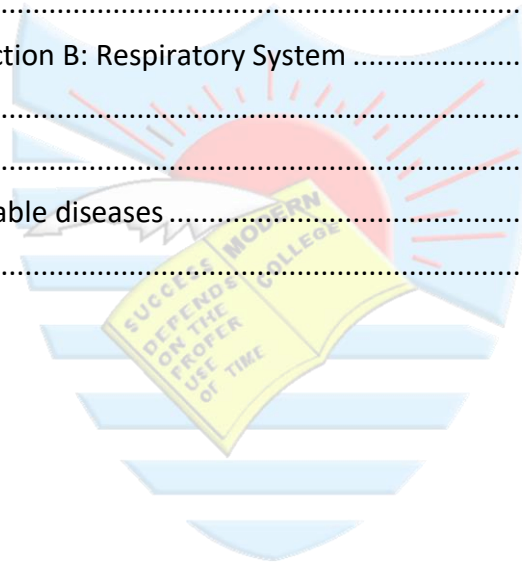 ..........................................................................
ction B: Respiratory System .......................
..........................................................................
..........................................................................
able diseases ..................................................
..........................................................................
SUCCESS
DEPENDS
ON THE
PROPER
USE
OF TIME
MODERN
COLLEGE